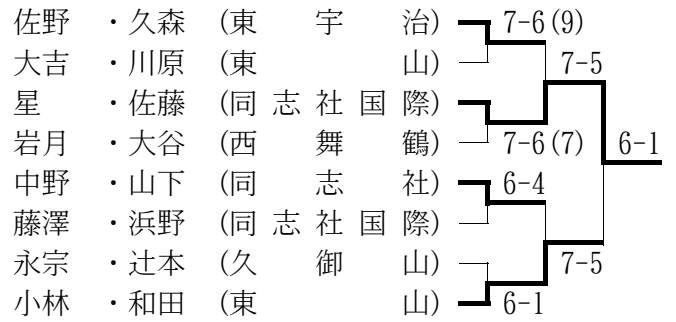 佐野 ・久森 (東宇治) 7-6(9)
大吉 ・川原 (東山) 7-5
星 ・佐藤 (同志社国際)
岩月 ・大谷 (西舞鶴) 7-6(7) 6-1
中野 ・山下 (同志社) 6-4
藤澤 ・浜野 (同志社国際)
永宗 ・辻本 (久御山) 7-5
小林 ・和田 (東山) 6-1